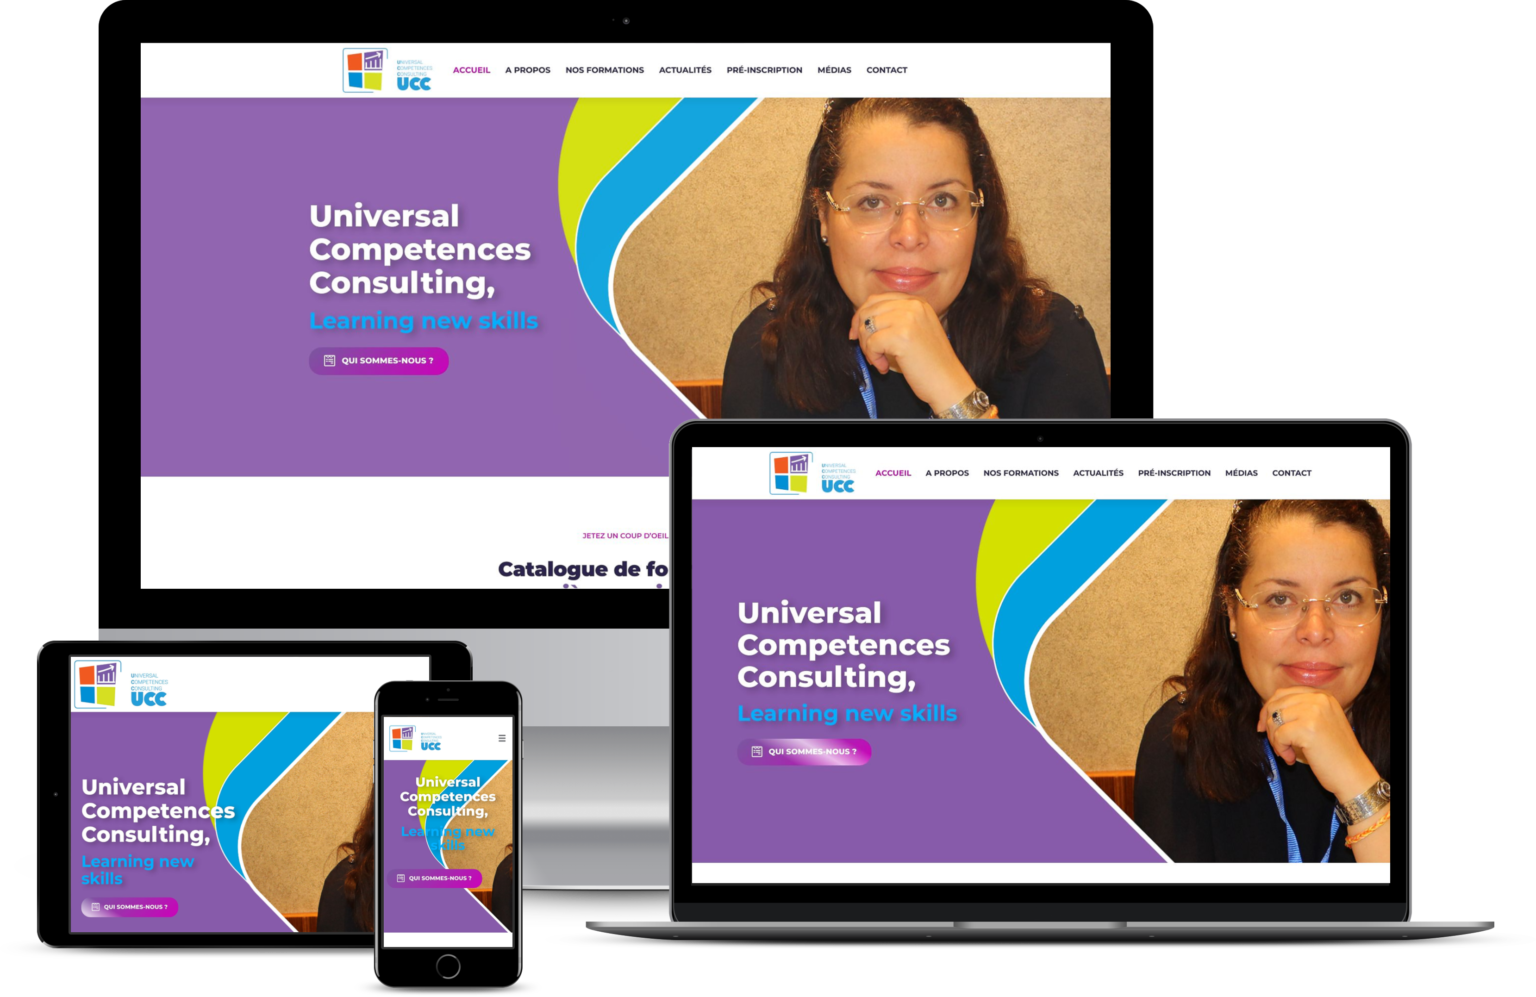 UNIVERSAL
COMPETENCES
CONSULTING
UCC
ACCUEIL A PROPOS NOS FORMATIONS ACTUALITÉS PRÉ-INSCRIPTION MÉDIAS CONTACT
Universal
Competences
Consulting,
Learning new skills
QUI SOMMES-NOUS ?
JETEZ UN COUP D'OEIL
Catalogue de fo
UNIVERSAL
COMPETENCES
CONSULTING
UCC
ACCUEIL A PROPOS NOS FORMATIONS ACTUALITÉS PRÉ-INSCRIPTION MÉDIAS CONTACT
Universal
Competences
Consulting,
Learning new skills
QUI SOMMES-NOUS ?
UNIVERSAL
COMPETENCES
CONSULTING
UCC
Universal
Competences
Consulting,
Learning new
skills
QUI SOMMES-NOUS ?
UCC
Universal
Competences
Consulting,
Learning new
skills
QUI SOMMES-NOUS ?